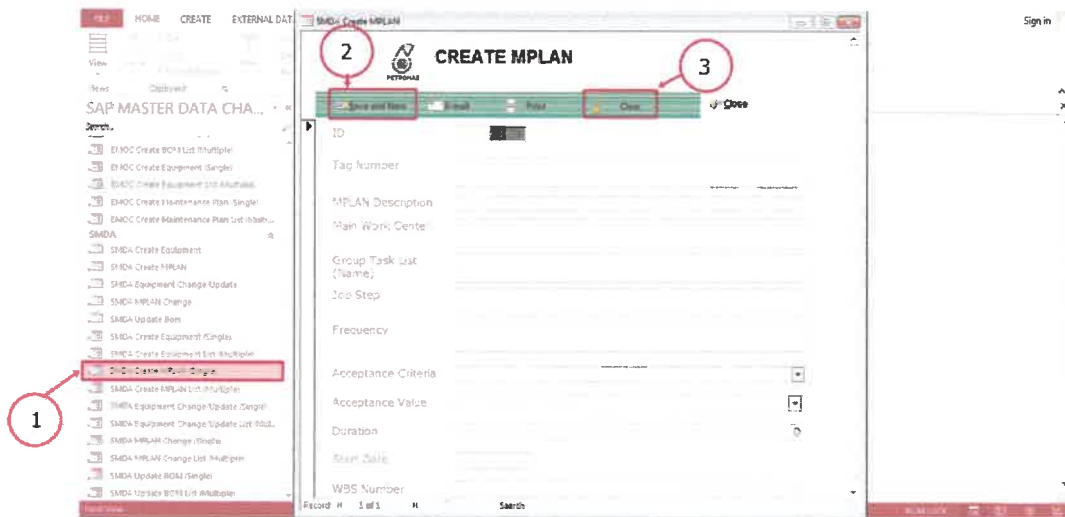 FILE
HOME
CREATE
EXTERNAL DAT
SMDA Create MPLAN
Sign in
View
Views
Clipboard
2
3
PETRONAS
CREATE MPLAN
SAP MASTER DATA CHA...
Save and New
E-mail
Print
Close
Close
Search..
EMOC Create BOM List (Multiple)
EMOC Create Equipment (Single)
EMOC Create Equipment List (Multiple)
EMOC Create Maintenance Plan (Single)
EMOC Create Maintenance Plan List (Multi...
SMDA
SMDA Create Equipment
SMDA Create MPLAN
SMDA Equipment Change Update
SMDA MPLAN Change
SMDA Update Bom
SMDA Create Equipment (Single)
SMDA Create Equipment List (Multiple)
SMDA Create MPLAN (Single)
SMDA Create MPLAN List (Multiple)
SMDA Equipment Change/Update (Single)
SMDA Equipment Change/Update List (Mul...
SMDA MPLAN Change (Single)
SMDA MPLAN Change List (Multiple)
SMDA Update BOM (Single)
SMDA Update BOM List (Multiple)
1
ID
Tag Number
MPLAN Description
Main Work Center
Group Task List
(Name)
Job Step
Frequency
Acceptance Criteria
Acceptance Value
Duration
Start Date
WBS Number
Record: 1 of 1
Search
Form View
NUM LOCK